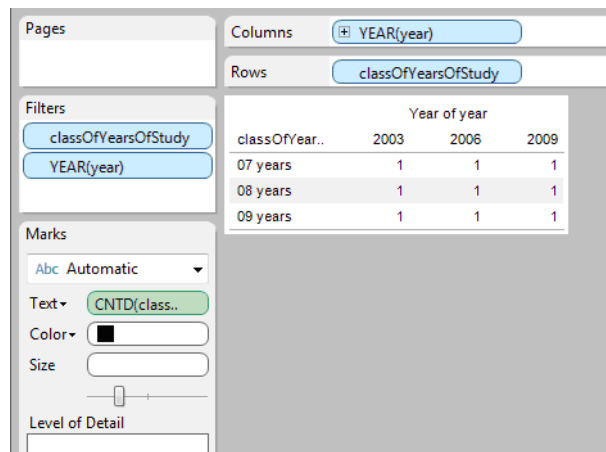 Pages
Columns YEAR(year)
Rows classOfYearsOfStudy
Filters
classOfYearsOfStudy
YEAR(year)
Year of year
classOfYear.. 2003 2006 2009
07 years 1 1 1
08 years 1 1 1
09 years 1 1 1
Marks
Abc Automatic
Text CNTD(class..
Color
Size
Level of Detail